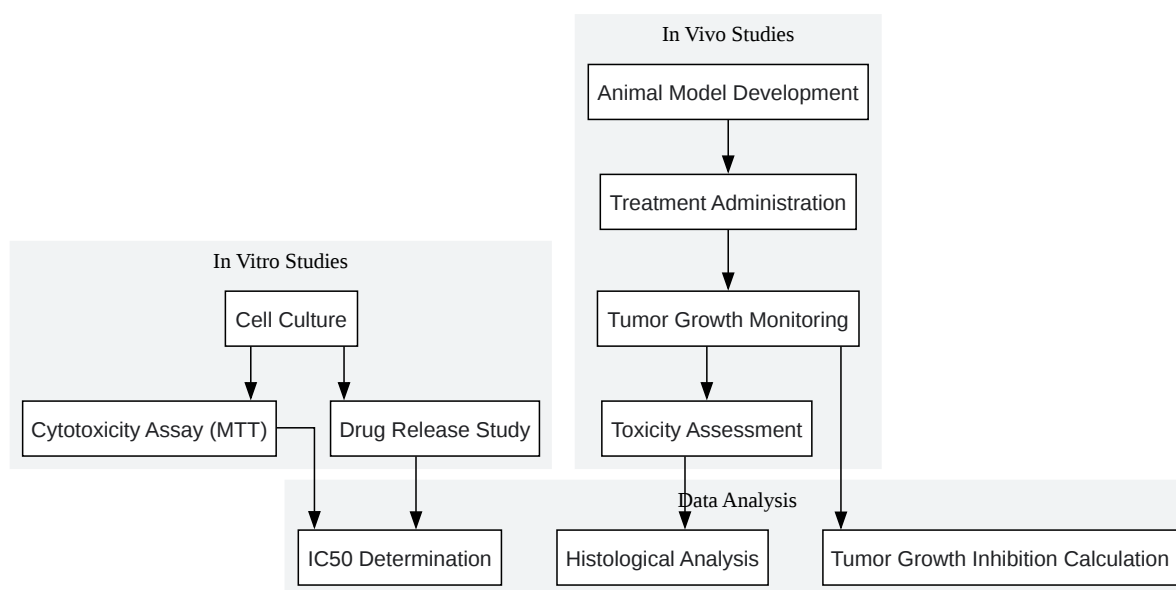 In Vivo Studies
Animal Model Development
Treatment Administration
In Vitro Studies
Cell Culture
Tumor Growth Monitoring
Cytotoxicity Assay (MTT)
Drug Release Study
Toxicity Assessment
Data Analysis
IC50 Determination
Histological Analysis
Tumor Growth Inhibition Calculation